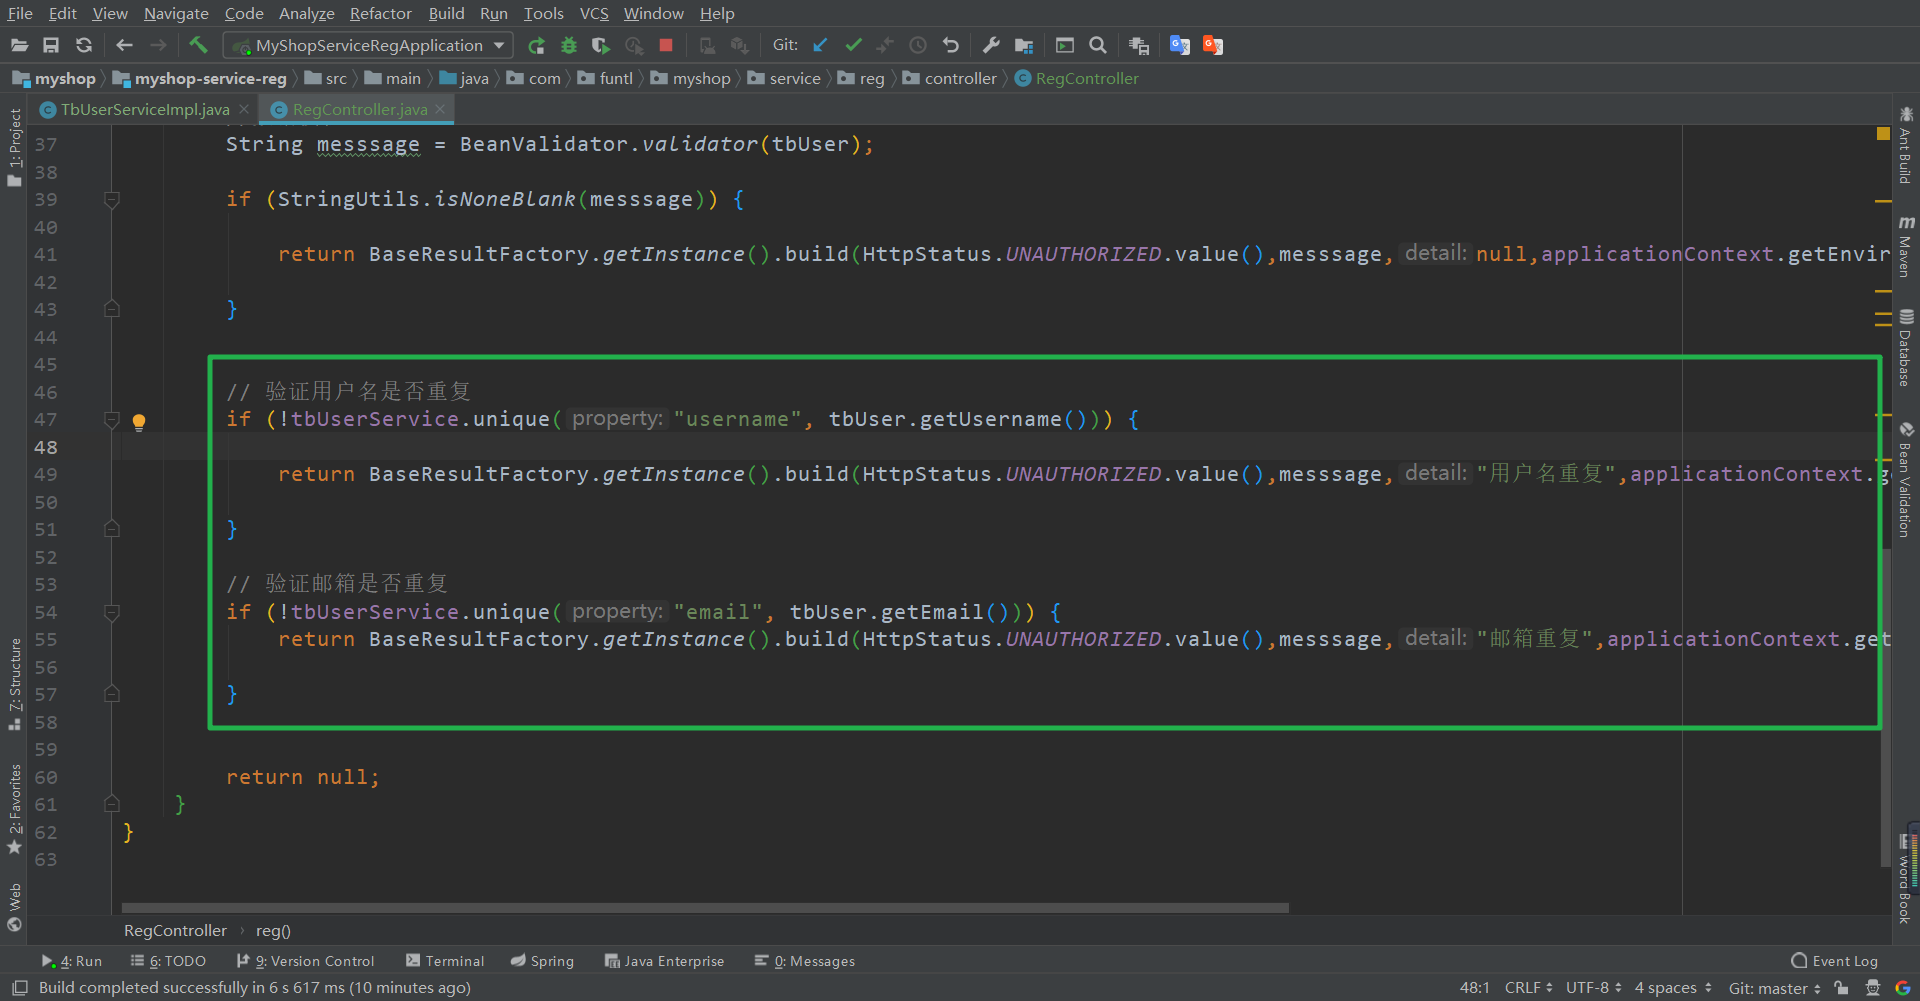 File Edit View Navigate Code Analyze Refactor Build Run Tools VCS Window Help
MyShopServiceRegApplication Git:
myshop myshop-service-reg src main java com funtl myshop service reg controller RegController
TbUserServiceImpl.java RegController.java
1: Project
7: Structure
2: Favorites
Web
37 String messsage = BeanValidator.validator(tbUser);
38
39 if (StringUtils.isNoneBlank(messsage)) {
40
41 return BaseResultFactory.getInstance().build(HttpStatus.UNAUTHORIZED.value(),messsage, detail: null,applicationContext.getEnvir
42
43 }
44
45
46 // 验证用户名是否重复
47 if (!tbUserService.unique( property: "username", tbUser.getUsername())) {
48
49 return BaseResultFactory.getInstance().build(HttpStatus.UNAUTHORIZED.value(),messsage, detail: "用户名重复",applicationContext.g
50
51 }
52
53 // 验证邮箱是否重复
54 if (!tbUserService.unique( property: "email", tbUser.getEmail())) {
55 return BaseResultFactory.getInstance().build(HttpStatus.UNAUTHORIZED.value(),messsage, detail: "邮箱重复",applicationContext.get
56
57 }
58
59
60 return null;
61 }
62 }
63
Ant Build
m Maven
Database
Bean Validation
Word Book
RegController › reg()
4: Run 6: TODO 9: Version Control Terminal Spring Java Enterprise 0: Messages Event Log
Build completed successfully in 6 s 617 ms (10 minutes ago) 48:1 CRLF UTF-8 4 spaces Git: master